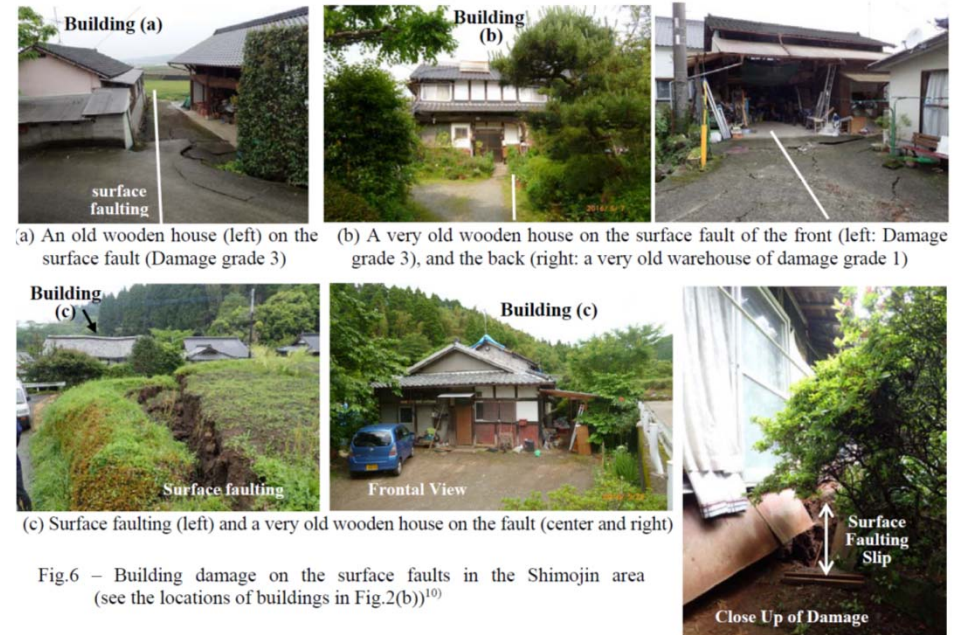 Building (a)
surface
faulting
Building
(b)
(a) An old wooden house (left) on the
surface fault (Damage grade 3)
(b) A very old wooden house on the surface fault of the front (left: Damage
grade 3), and the back (right: a very old warehouse of damage grade 1)
Building
(c)
Surface faulting
Building (c)
Frontal View
Surface
Faulting
Slip
Close Up of Damage
(c) Surface faulting (left) and a very old wooden house on the fault (center and right)
Fig.6 – Building damage on the surface faults in the Shimojin area
(see the locations of buildings in Fig.2(b))10)